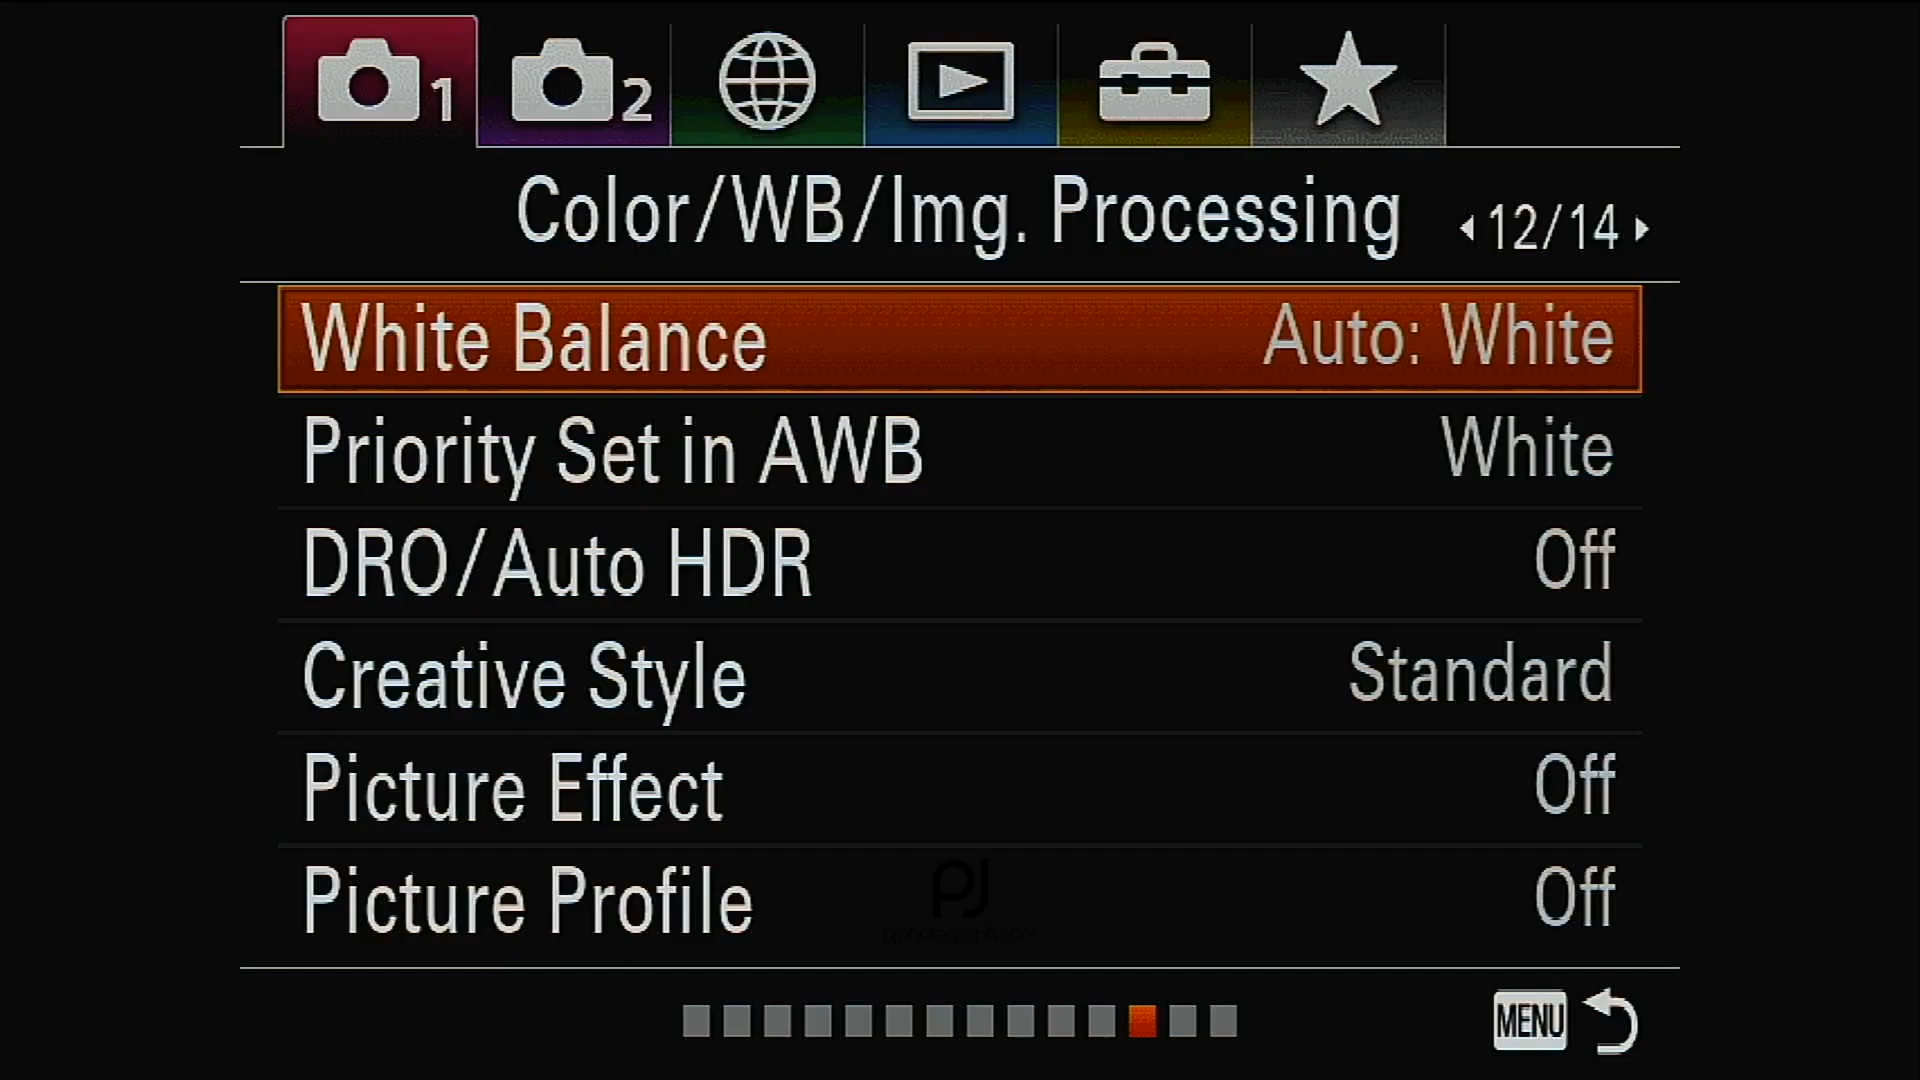 1
2
Color/WB/Img. Processing 12/14
White Balance Auto: White
Priority Set in AWB White
DRO/Auto HDR Off
Creative Style Standard
Picture Effect Off
Picture Profile Off
PJ
MENU